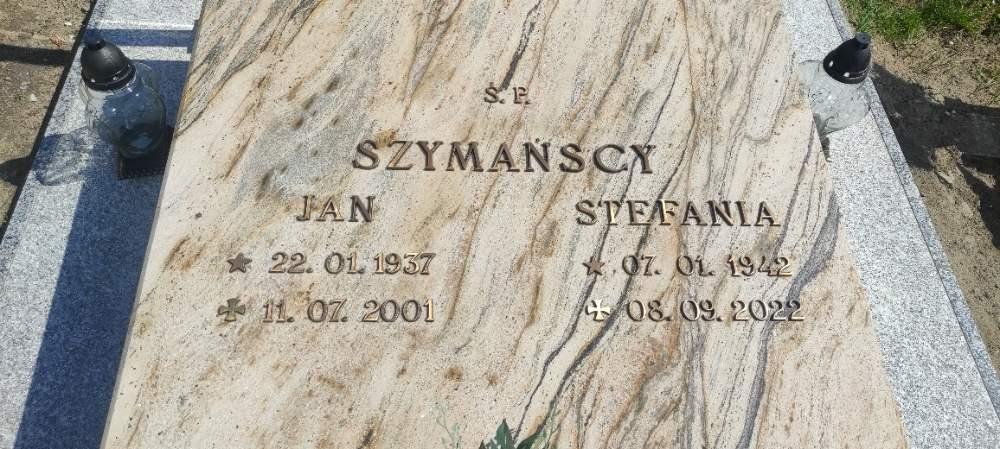 Ś. P.
SZYMAŃSCY
JAN STEFANIA
22. 01. 1937 07. 01. 1942
11. 07. 2001 08. 09. 2022